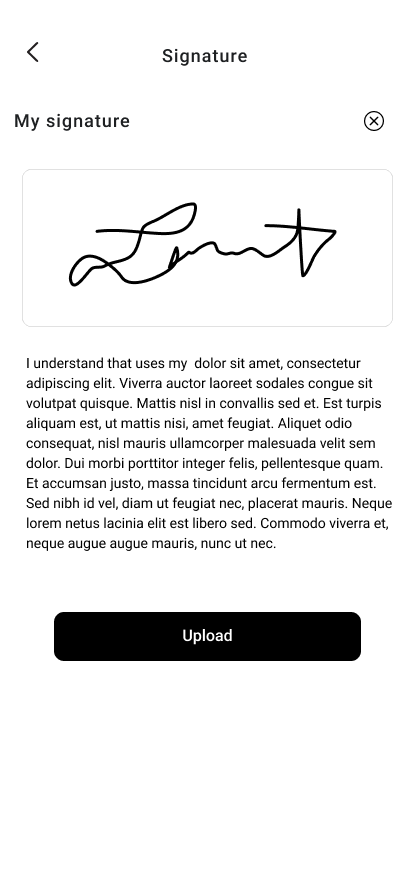 Signature
My signature
I understand that uses my  dolor sit amet, consectetur
adipiscing elit. Viverra auctor laoreet sodales congue sit
volutpat quisque. Mattis nisl in convallis sed et. Est turpis
aliquam est, ut mattis nisi, amet feugiat. Aliquet odio
consequat, nisl mauris ullamcorper malesuada velit sem
dolor. Dui morbi porttitor integer felis, pellentesque quam.
Et accumsan justo, massa tincidunt arcu fermentum est.
Sed nibh id vel, diam ut feugiat nec, placerat mauris. Neque
lorem netus lacinia elit est libero sed. Commodo viverra et,
neque augue augue mauris, nunc ut nec.
Upload